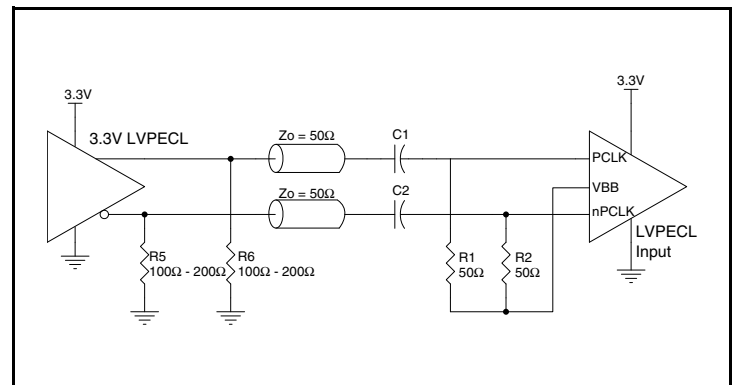 3.3V
3.3V
3.3V LVPECL
Zo = 50Ω
C1
PCLK
VBB
Zo = 50Ω
C2
nPCLK
LVPECL
Input
R5
100Ω - 200Ω
R6
100Ω - 200Ω
R1
50Ω
R2
50Ω